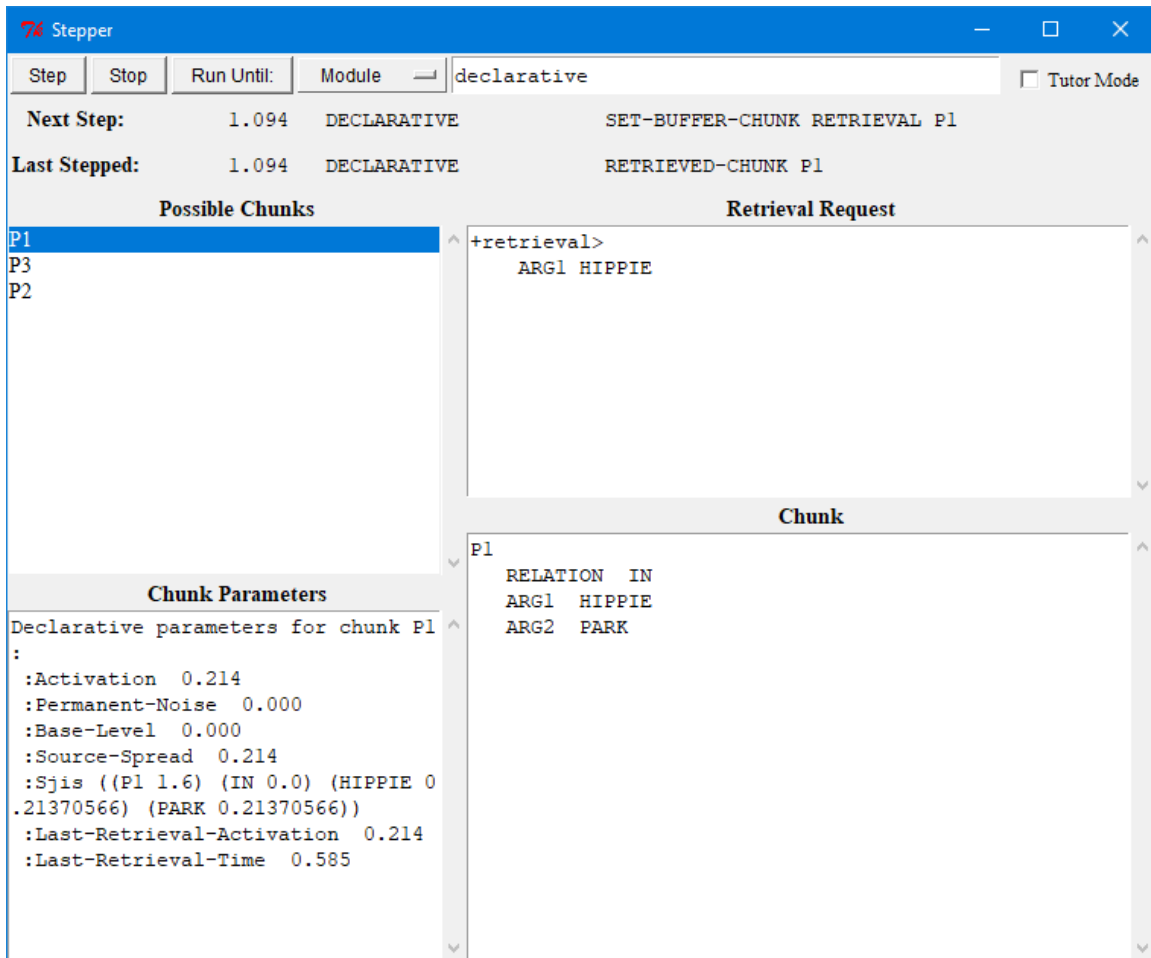 Stepper
Step Stop Run Until: Module declarative Tutor Mode
Next Step: 1.094 DECLARATIVE SET-BUFFER-CHUNK RETRIEVAL P1
Last Stepped: 1.094 DECLARATIVE RETRIEVED-CHUNK P1
Possible Chunks
P1
P3
P2
Retrieval Request
+retrieval>
ARG1 HIPPIE
Chunk Parameters
Declarative parameters for chunk P1
:
:Activation 0.214
:Permanent-Noise 0.000
:Base-Level 0.000
:Source-Spread 0.214
:Sjis ((P1 1.6) (IN 0.0) (HIPPIE 0
.21370566) (PARK 0.21370566))
:Last-Retrieval-Activation 0.214
:Last-Retrieval-Time 0.585
Chunk
P1
RELATION IN
ARG1 HIPPIE
ARG2 PARK